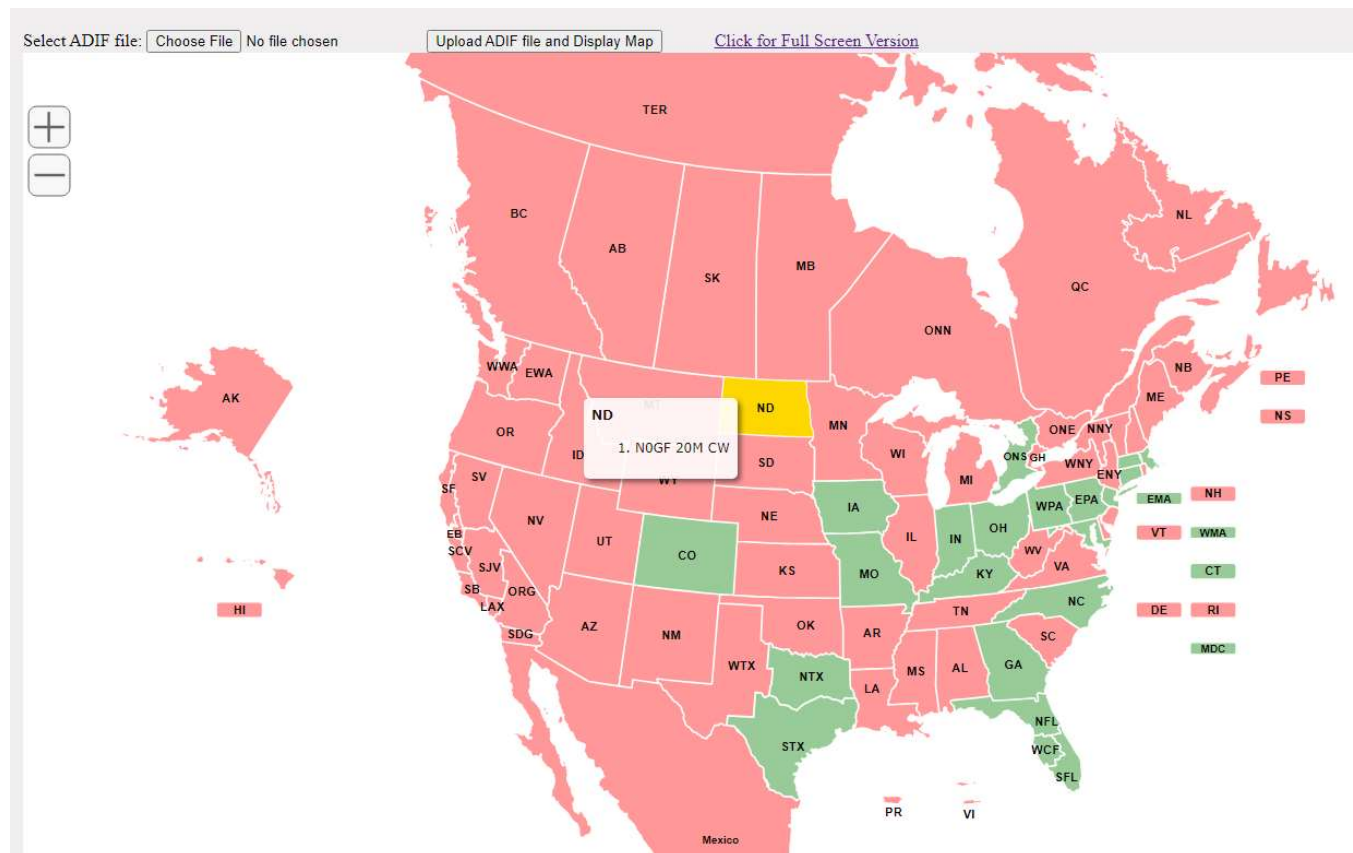 Select ADIF file: Choose File No file chosen Upload ADIF file and Display Map Click for Full Screen Version
TER
BC
AB
SK
MB
NL
QC
ONN
WWA
EWA
AK
OR
ID
MT
ND
ND
1. N0GF 20M CW
WY
SD
MN
WI
MI
ONS
GH
ONE
NNY
WNY
ENY
ME
NB
PE
NS
SF
SV
NV
UT
CO
NE
KS
IA
MO
IL
IN
OH
KY
WPA
EPA
WV
VA
EMA
NH
VT
WMA
CT
DE
RI
MDC
EB
SCV
SJV
SB
LAX
ORG
SDG
AZ
NM
WTX
OK
AR
TN
NC
SC
MS
AL
GA
LA
NTX
STX
NFL
WCF
SFL
HI
PR
VI
Mexico